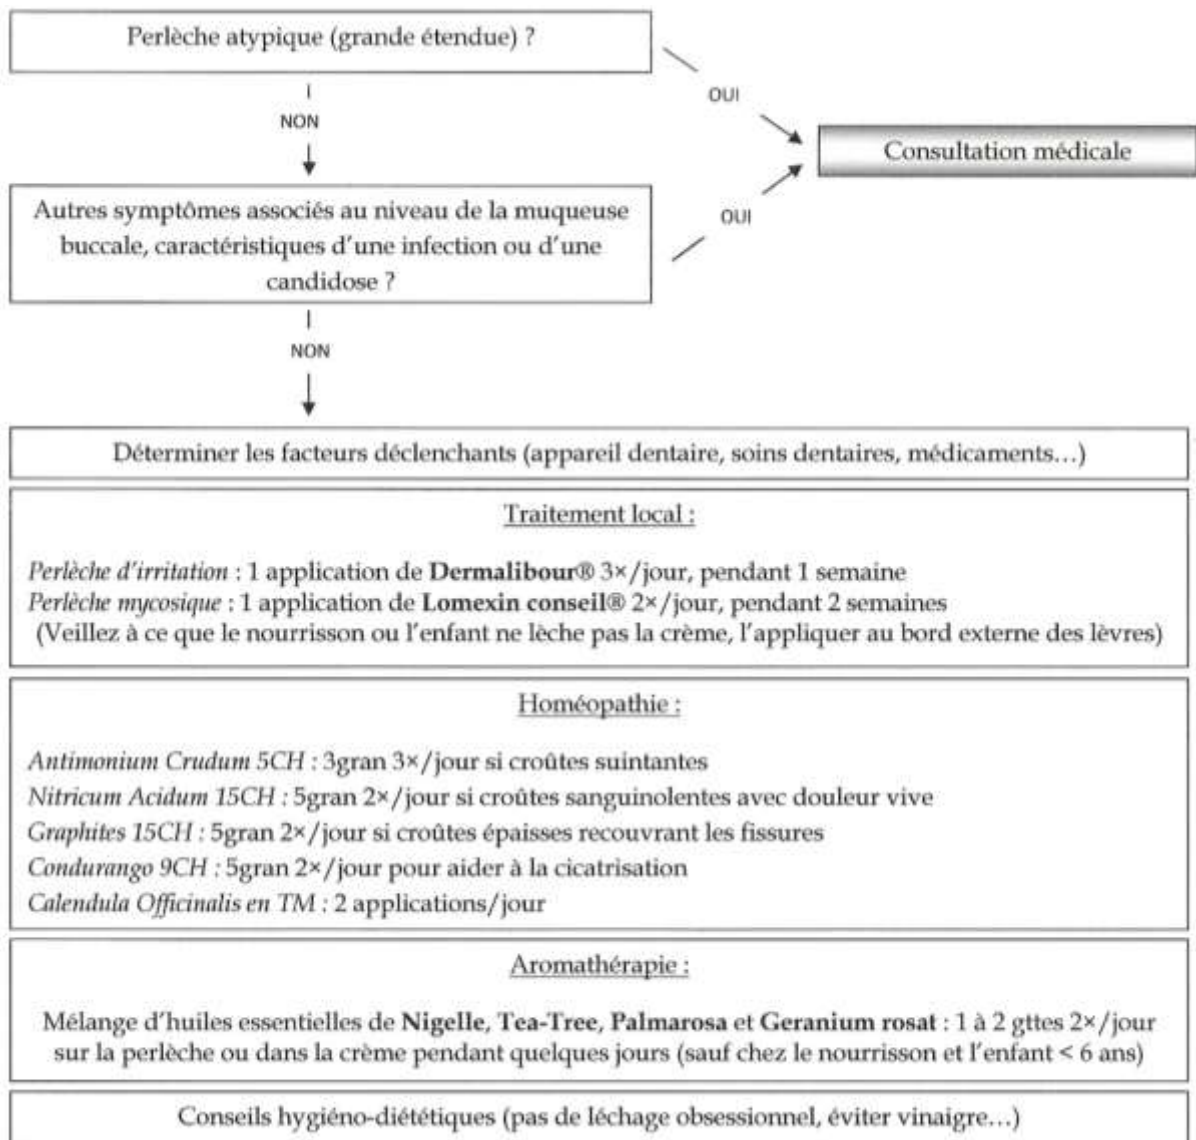 Perlèche atypique (grande étendue) ?
OUI
NON
Consultation médicale
Autres symptômes associés au niveau de la muqueuse
buccale, caractéristiques d'une infection ou d'une
candidose ?
OUI
NON
Déterminer les facteurs déclenchants (appareil dentaire, soins dentaires, médicaments…)
Traitement local :
Perlèche d'irritation : 1 application de Dermalibour® 3×/jour, pendant 1 semaine
Perlèche mycosique : 1 application de Lomexin conseil® 2×/jour, pendant 2 semaines
(Veillez à ce que le nourrisson ou l'enfant ne lèche pas la crème, l'appliquer au bord externe des lèvres)
Homéopathie :
Antimonium Crudum 5CH : 3gran 3×/jour si croûtes suintantes
Nitricum Acidum 15CH : 5gran 2×/jour si croûtes sanguinolentes avec douleur vive
Graphites 15CH : 5gran 2×/jour si croûtes épaisses recouvrant les fissures
Condurango 9CH : 5gran 2×/jour pour aider à la cicatrisation
Calendula Officinalis en TM : 2 applications/jour
Aromathérapie :
Mélange d'huiles essentielles de Nigelle, Tea-Tree, Palmarosa et Geranium rosat : 1 à 2 gttes 2×/jour
sur la perlèche ou dans la crème pendant quelques jours (sauf chez le nourrisson et l'enfant < 6 ans)
Conseils hygiéno-diététiques (pas de léchage obsessionnel, éviter vinaigre…)